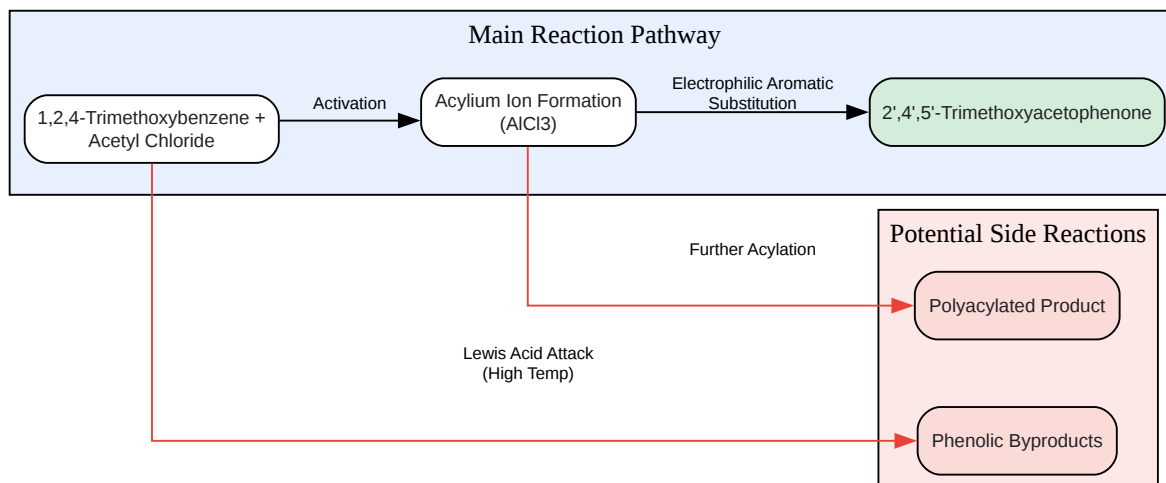 Main Reaction Pathway
1,2,4-Trimethoxybenzene +
Acetyl Chloride
Activation
Acylium Ion Formation
(AlCl3)
Electrophilic Aromatic
Substitution
2',4',5'-Trimethoxyacetophenone
Potential Side Reactions
Further Acylation
Polyacylated Product
Lewis Acid Attack
(High Temp)
Phenolic Byproducts